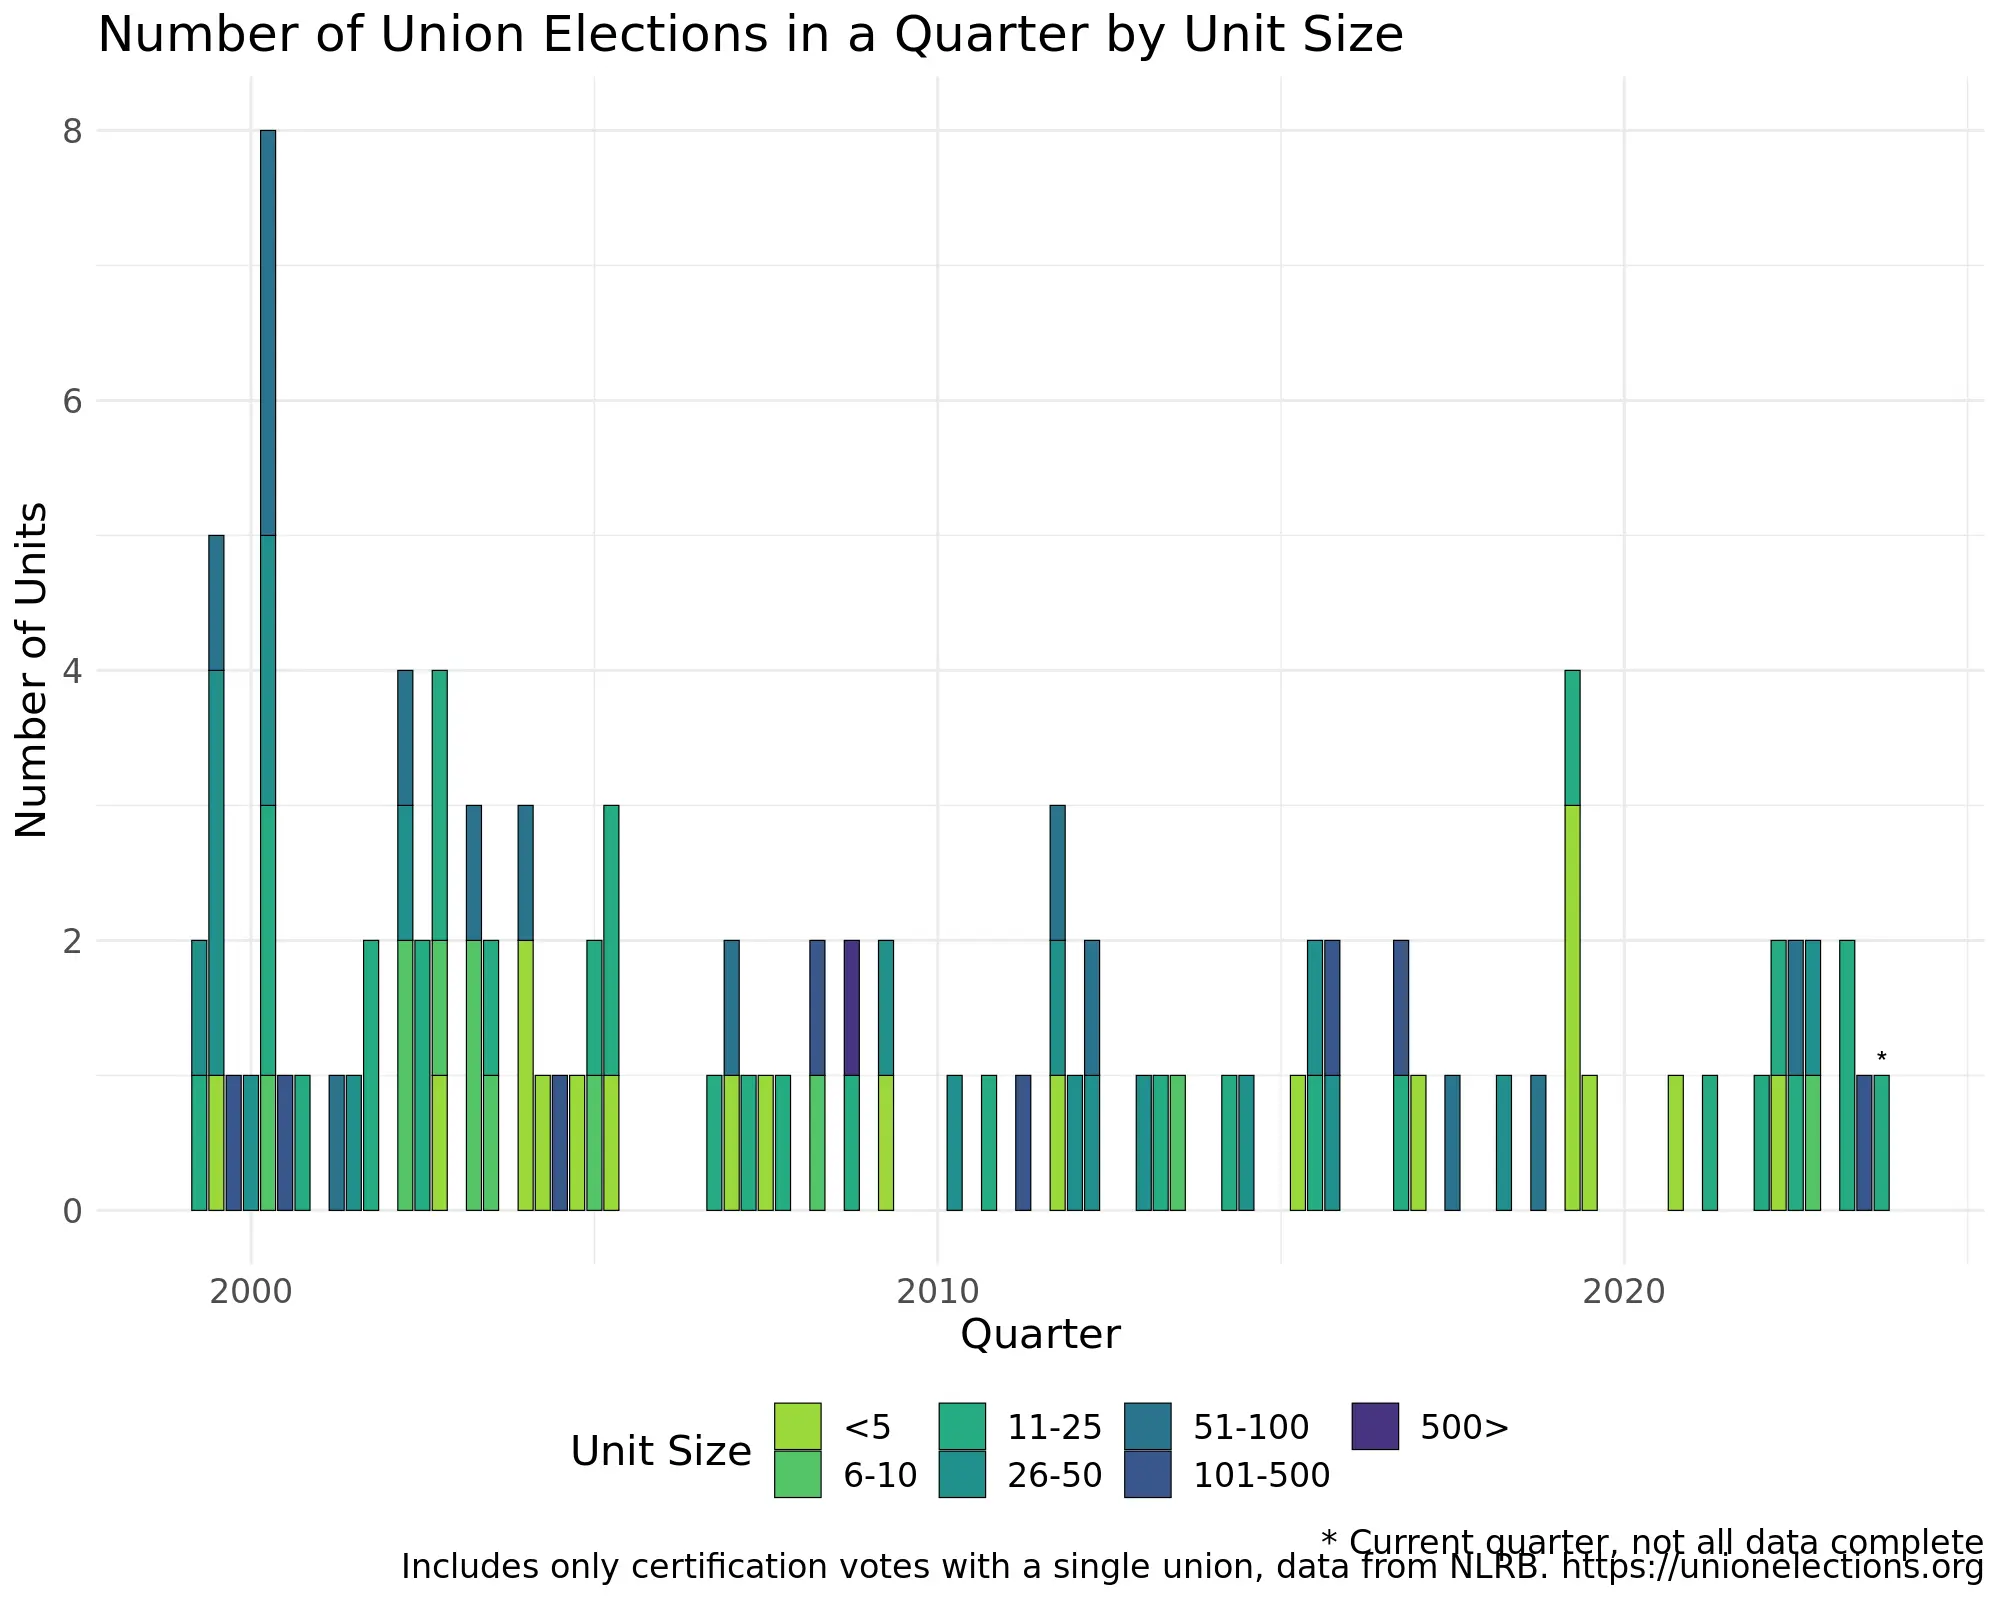 Number of Union Elections in a Quarter by Unit Size
Number of Units
8
6
4
2
0
*
2000 2010 2020
Quarter
Unit Size
<5 11-25 51-100 500>
6-10 26-50 101-500
* Current quarter, not all data complete
Includes only certification votes with a single union, data from NLRB. https://unionelections.org